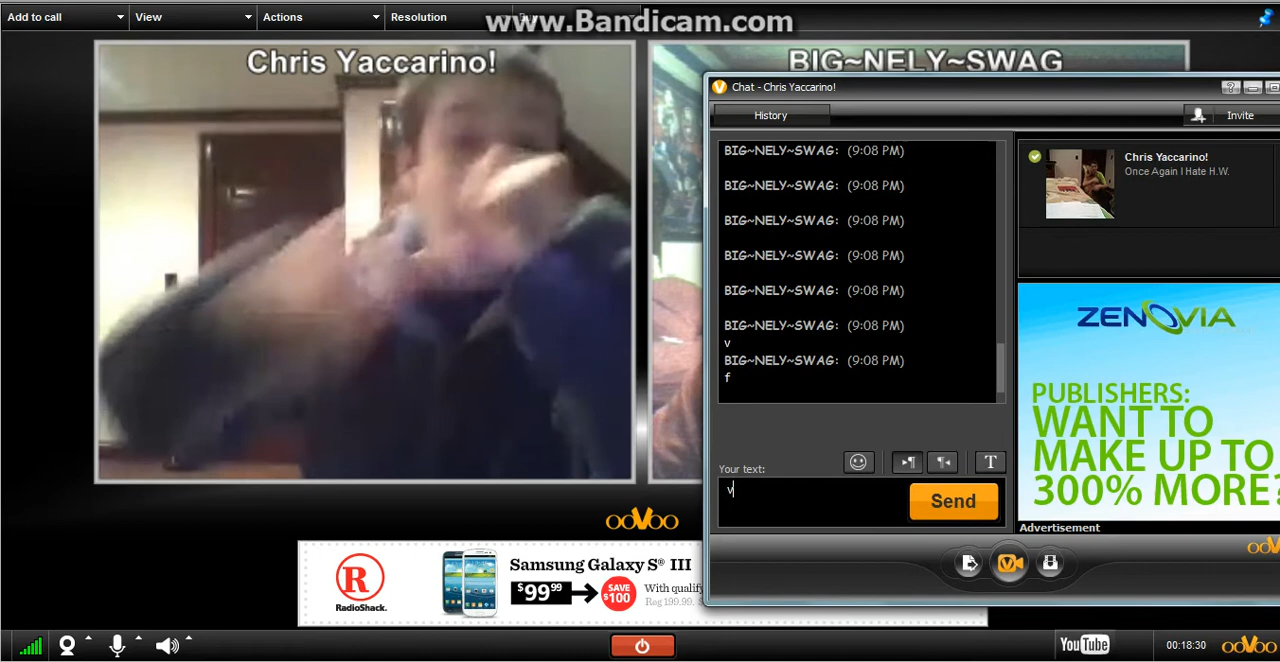 Add to call
View
Actions
Resolution
www.Bandicam.com
Chris Yaccarino!
BIG~NELY~SWAG
Chat - Chris Yaccarino!
History
Invite
BIG~NELY~SWAG: (9:08 PM)
BIG~NELY~SWAG: (9:08 PM)
BIG~NELY~SWAG: (9:08 PM)
BIG~NELY~SWAG: (9:08 PM)
BIG~NELY~SWAG: (9:08 PM)
BIG~NELY~SWAG: (9:08 PM)
v
BIG~NELY~SWAG: (9:08 PM)
f
Chris Yaccarino!
Once Again I Hate H.W.
ZENOVIA
PUBLISHERS:
WANT TO
MAKE UP TO
300% MORE?
Advertisement
Your text:
T
v
Send
ooVoo
R
RadioShack.
Samsung Galaxy S® III
$99 99
SAVE
$100
With qualify
Reg 199.99.
YouTube
00:18:30
ooVoo